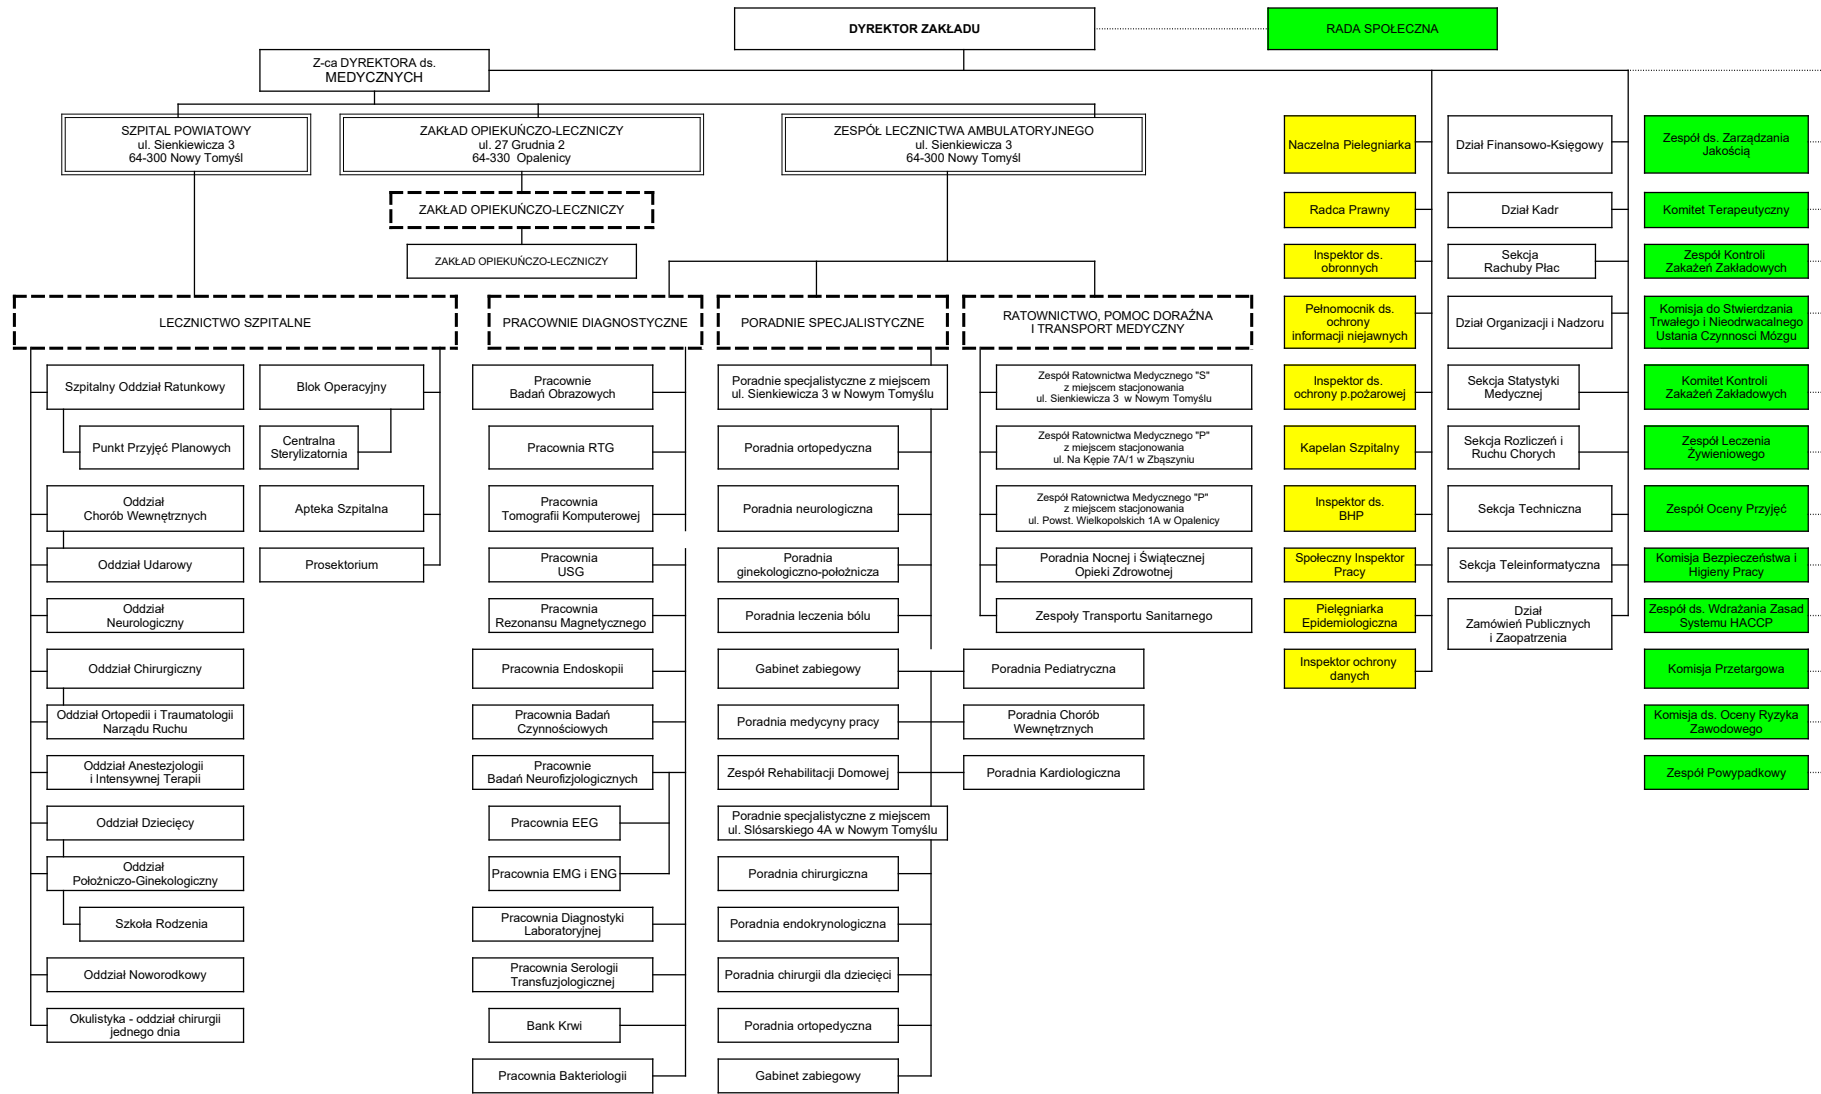 DYREKTOR ZAKŁADU
RADA SPOŁECZNA
Z-ca DYREKTORA ds.
MEDYCZNYCH
SZPITAL POWIATOWY
ul. Sienkiewicza 3
64-300 Nowy Tomyśl
ZAKŁAD OPIEKUŃCZO-LECZNICZY
ul. 27 Grudnia 2
64-330 Opalenicy
ZESPÓŁ LECZNICTWA AMBULATORYJNEGO
ul. Sienkiewicza 3
64-300 Nowy Tomyśl
ZAKŁAD OPIEKUŃCZO-LECZNICZY
ZAKŁAD OPIEKUŃCZO-LECZNICZY
LECZNICTWO SZPITALNE
Szpitalny Oddział Ratunkowy
Punkt Przyjęć Planowych
Oddział
Chorób Wewnętrznych
Oddział Udarowy
Oddział
Neurologiczny
Oddział Chirurgiczny
Oddział Ortopedii i Traumatologii
Narządu Ruchu
Oddział Anestezjologii
i Intensywnej Terapii
Oddział Dziecięcy
Oddział
Położniczo-Ginekologiczny
Szkoła Rodzenia
Oddział Noworodkowy
Okulistyka - oddział chirurgii
jednego dnia
Blok Operacyjny
Centralna
Sterylizatornia
Apteka Szpitalna
Prosektorium
PRACOWNIE DIAGNOSTYCZNE
Pracownie
Badań Obrazowych
Pracownia RTG
Pracownia
Tomografii Komputerowej
Pracownia
USG
Pracownia
Rezonansu Magnetycznego
Pracownia Endoskopii
Pracownia Badań
Czynnościowych
Pracownie
Badań Neurofizjologicznych
Pracownia EEG
Pracownia EMG i ENG
Pracownia Diagnostyki
Laboratoryjnej
Pracownia Serologii
Transfuzjologicznej
Bank Krwi
Pracownia Bakteriologii
PORADNIE SPECJALISTYCZNE
Poradnie specjalistyczne z miejscem
ul. Sienkiewicza 3 w Nowym Tomyślu
Poradnia ortopedyczna
Poradnia neurologiczna
Poradnia
ginekologiczno-położnicza
Poradnia leczenia bólu
Gabinet zabiegowy
Poradnia medycyny pracy
Zespół Rehabilitacji Domowej
Poradnie specjalistyczne z miejscem
ul. Slósarskiego 4A w Nowym Tomyślu
Poradnia chirurgiczna
Poradnia endokrynologiczna
Poradnia chirurgii dla dziecięci
Poradnia ortopedyczna
Gabinet zabiegowy
RATOWNICTWO, POMOC DORAŹNA
I TRANSPORT MEDYCZNY
Zespół Ratownictwa Medycznego "S"
z miejscem stacjonowania
ul. Sienkiewicza 3 w Nowym Tomyślu
Zespół Ratownictwa Medycznego "P"
z miejscem stacjonowania
ul. Na Kępie 7A/1 w Zbąszyniu
Zespół Ratownictwa Medycznego "P"
z miejscem stacjonowania
ul. Powst. Wielkopolskich 1A w Opalenicy
Poradnia Nocnej i Świątecznej
Opieki Zdrowotnej
Zespoły Transportu Sanitarnego
Poradnia Pediatryczna
Poradnia Chorób
Wewnętrznych
Poradnia Kardiologiczna
Naczelna Pielegniarka
Radca Prawny
Inspektor ds.
obronnych
Pełnomocnik ds.
ochrony
informacji niejawnych
Inspektor ds.
ochrony p.pożarowej
Kapelan Szpitalny
Inspektor ds.
BHP
Społeczny Inspektor
Pracy
Pielęgniarka
Epidemiologiczna
Inspektor ochrony
danych
Dział Finansowo-Księgowy
Dział Kadr
Sekcja
Rachuby Płac
Dział Organizacji i Nadzoru
Sekcja Statystyki
Medycznej
Sekcja Rozliczeń i
Ruchu Chorych
Sekcja Techniczna
Sekcja Teleinformatyczna
Dział
Zamówień Publicznych
i Zaopatrzenia
Zespół ds. Zarządzania
Jakością
Komitet Terapeutyczny
Zespół Kontroli
Zakażeń Zakładowych
Komisja do Stwierdzania
Trwałego i Nieodrwacalnego
Ustania Czynnosci Mózgu
Komitet Kontroli
Zakażeń Zakładowych
Zespół Leczenia
Żywieniowego
Zespół Oceny Przyjęć
Komisja Bezpieczeństwa i
Higieny Pracy
Zespół ds. Wdrażania Zasad
Systemu HACCP
Komisja Przetargowa
Komisja ds. Oceny Ryzyka
Zawodowego
Zespół Powypadkowy